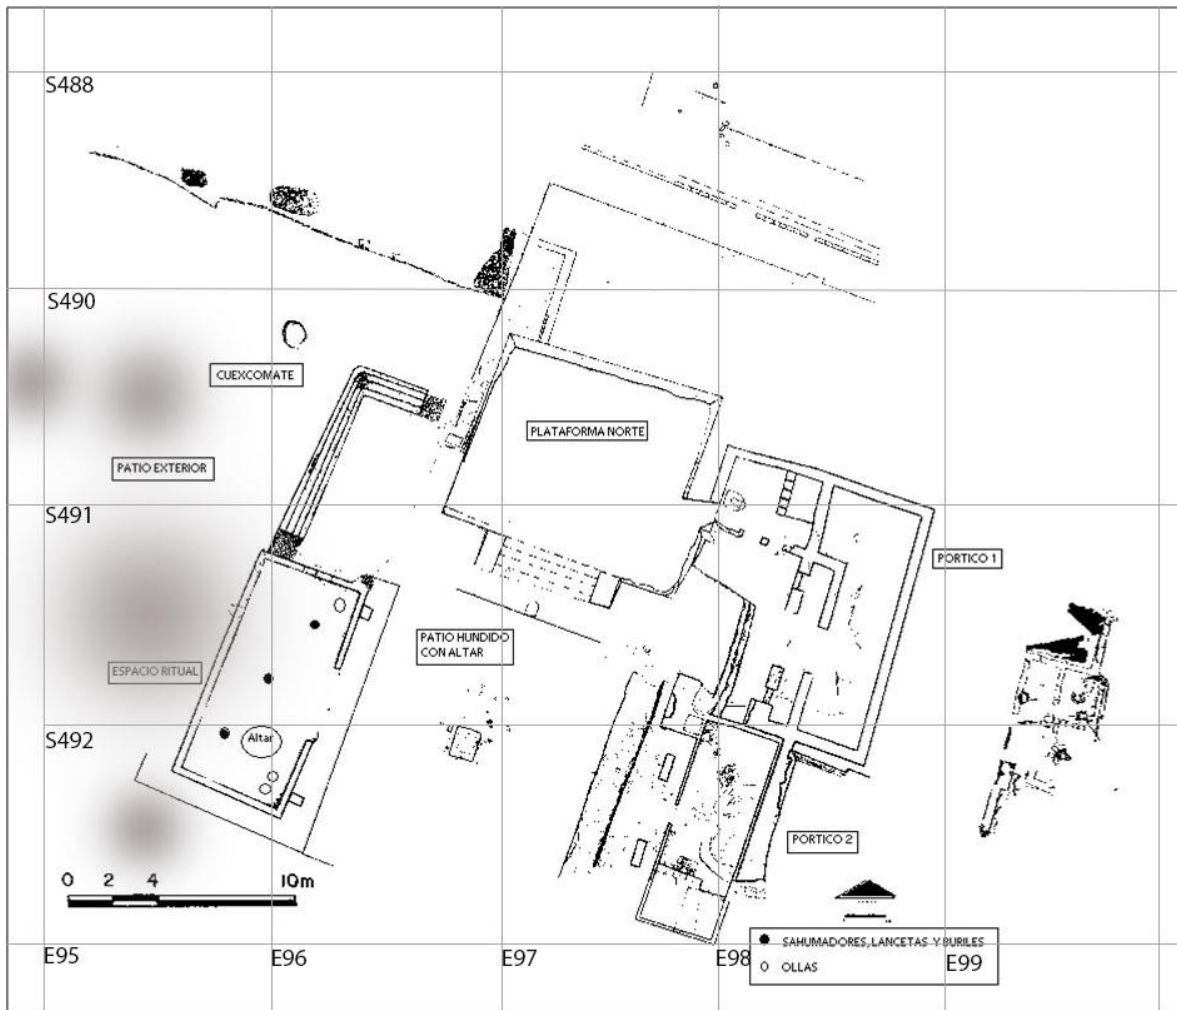 S488
S490
CUEXCOMATE
PLATAFORMA NORTE
PATIO EXTERIOR
S491
PORTICO 1
PATIO HUNDIDO
CON ALTAR
ESPACIO RITUAL
S492
Altar
PORTICO 2
0 2 4 10m
SAHUMADORES, LANCETAS Y BURILES
OLLAS
E95 E96 E97 E98 E99